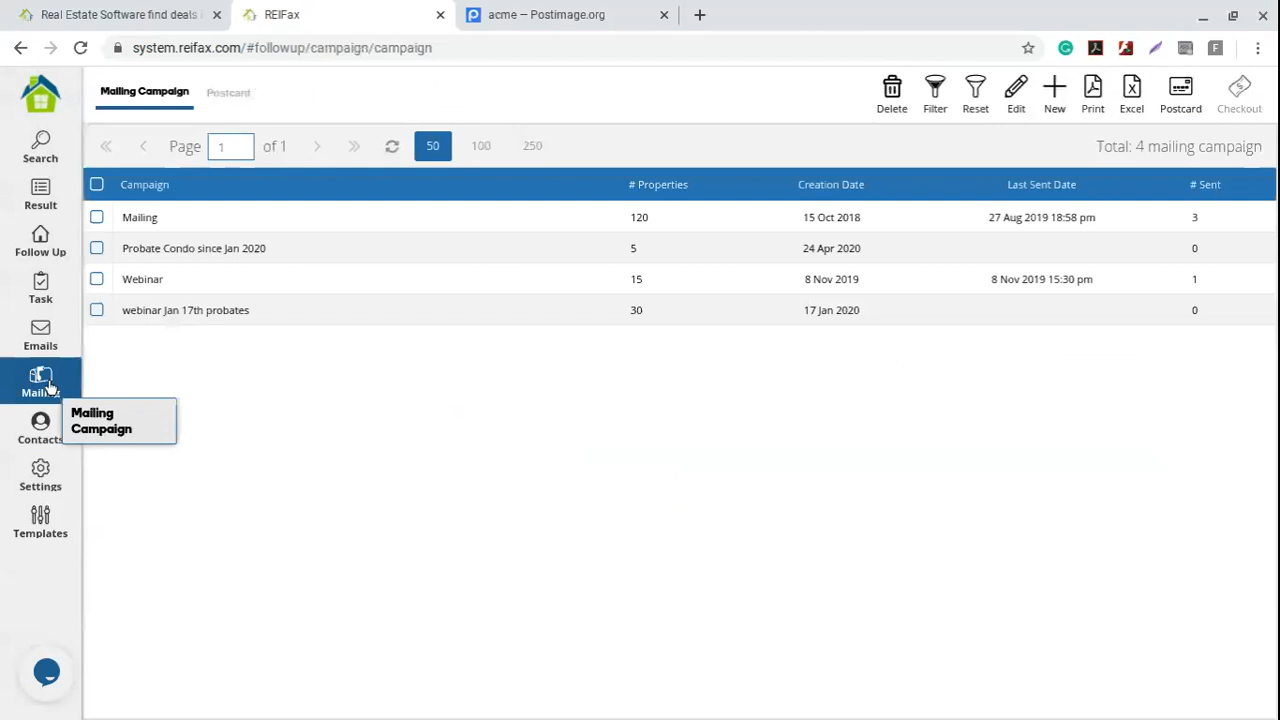 Real Estate Software find deals
REIFax
acme — Postimage.org
system.reifax.com/#followup/campaign/campaign
Mailing Campaign
Postcard
Delete
Filter
Reset
Edit
New
Print
Excel
Postcard
Checkout
Page 1 of 1
50
100
250
Total: 4 mailing campaign
Campaign # Properties Creation Date Last Sent Date # Sent
Mailing 120 15 Oct 2018 27 Aug 2019 18:58 pm 3
Probate Condo since Jan 2020 5 24 Apr 2020 0
Webinar 15 8 Nov 2019 8 Nov 2019 15:30 pm 1
webinar Jan 17th probates 30 17 Jan 2020 0
Search
Result
Follow Up
Task
Emails
Mailing
Mailing
Campaign
Contacts
Settings
Templates